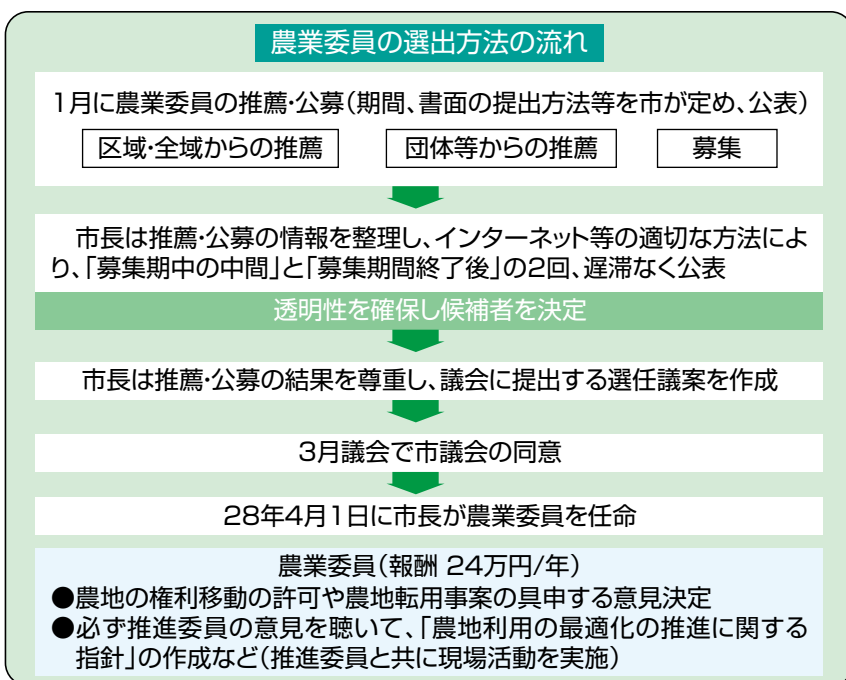 農業委員の選出方法の流れ
1月に農業委員の推薦･公募（期間、書面の提出方法等を市が定め、公表）
区域･全域からの推薦
団体等からの推薦
募集
市長は推薦･公募の情報を整理し、インターネット等の適切な方法によ
り、｢募集期中の中間｣と｢募集期間終了後｣の2回、遅滞なく公表
透明性を確保し候補者を決定
市長は推薦･公募の結果を尊重し、議会に提出する選任議案を作成
3月議会で市議会の同意
28年4月1日に市長が農業委員を任命
農業委員（報酬 24万円/年）
●農地の権利移動の許可や農地転用事案の具申する意見決定
●必ず推進委員の意見を聴いて、｢農地利用の最適化の推進に関する
指針｣の作成など（推進委員と共に現場活動を実施）